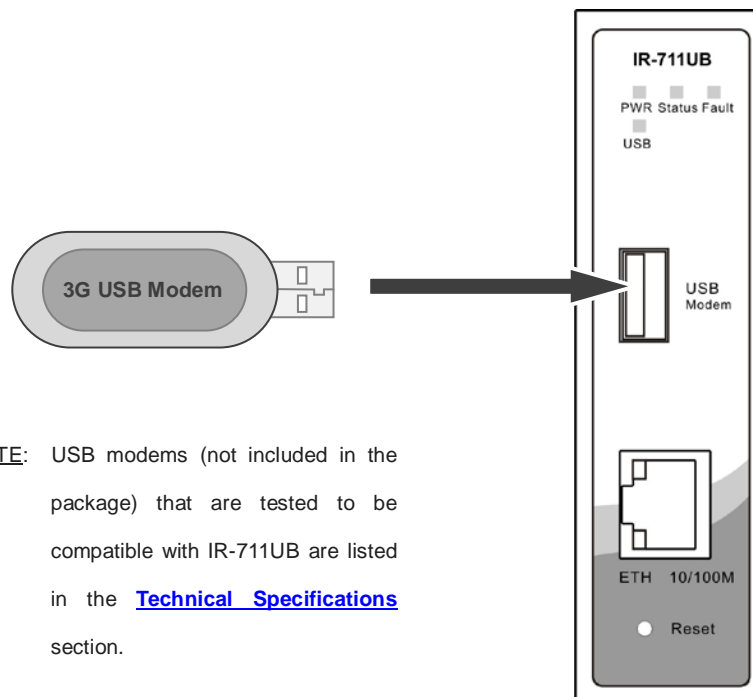 IR-711UB
PWR Status Fault
USB
3G USB Modem
USB
Modem
TE: USB modems (not included in the
package) that are tested to be
compatible with IR-711UB are listed
in the Technical Specifications
section.
ETH 10/100M
Reset